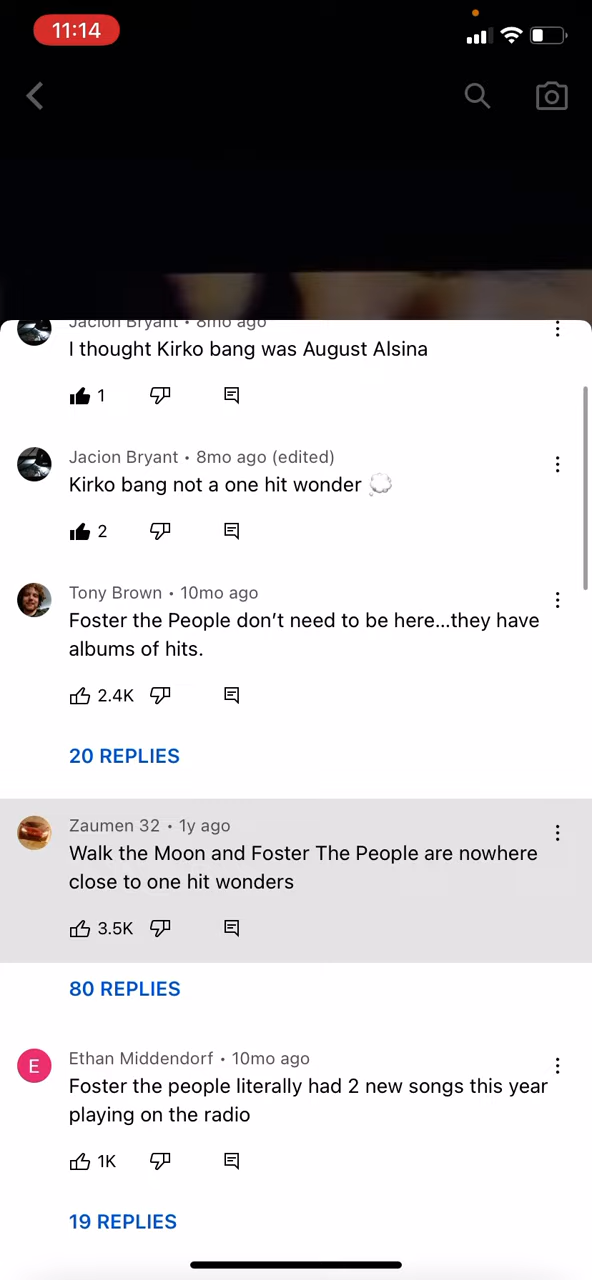 11:14
Jacion Bryant • 8mo ago
I thought Kirko bang was August Alsina
1
Jacion Bryant • 8mo ago (edited)
Kirko bang not a one hit wonder 💭
2
Tony Brown • 10mo ago
Foster the People don’t need to be here...they have
albums of hits.
2.4K
20 REPLIES
Zaumen 32 • 1y ago
Walk the Moon and Foster The People are nowhere
close to one hit wonders
3.5K
80 REPLIES
E
Ethan Middendorf • 10mo ago
Foster the people literally had 2 new songs this year
playing on the radio
1K
19 REPLIES